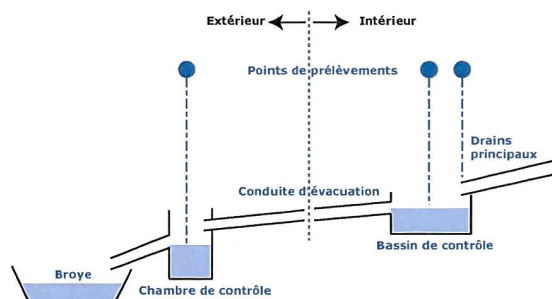 Extérieur Intérieur
Points de prélèvements
Drains
principaux
Conduite d'évacuation
Bassin de contrôle
Broye
Chambre de contrôle